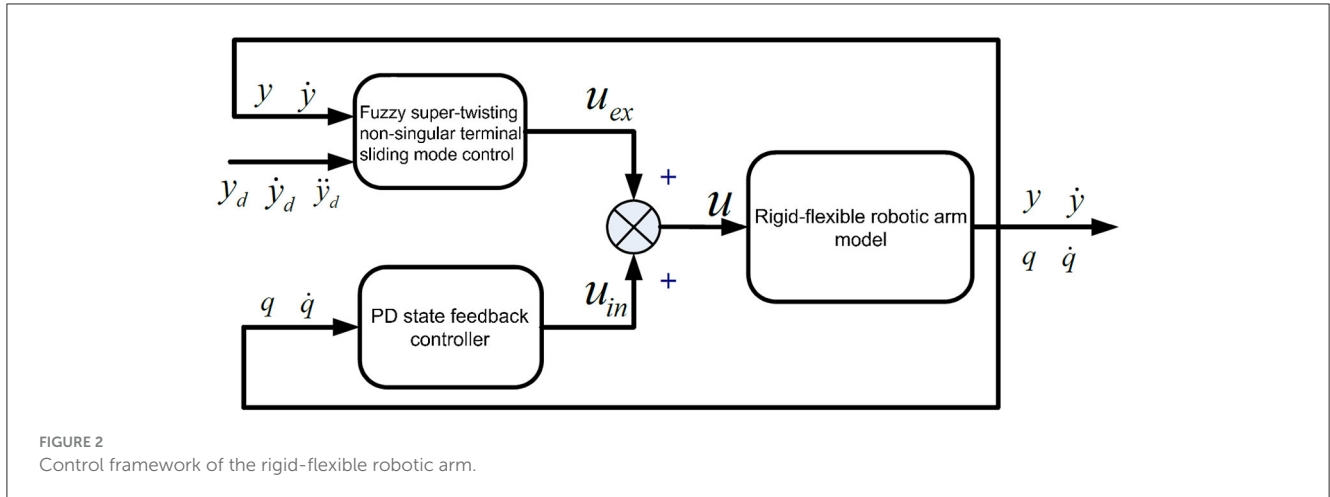 y ẏ
Fuzzy super-twisting
non-singular terminal
sliding mode control
y_d ẏ_d ÿ_d
u_ex
+
u
Rigid-flexible robotic arm
model
y ẏ
q q̇
+
u_in
q q̇
PD state feedback
controller
FIGURE 2
Control framework of the rigid-flexible robotic arm.